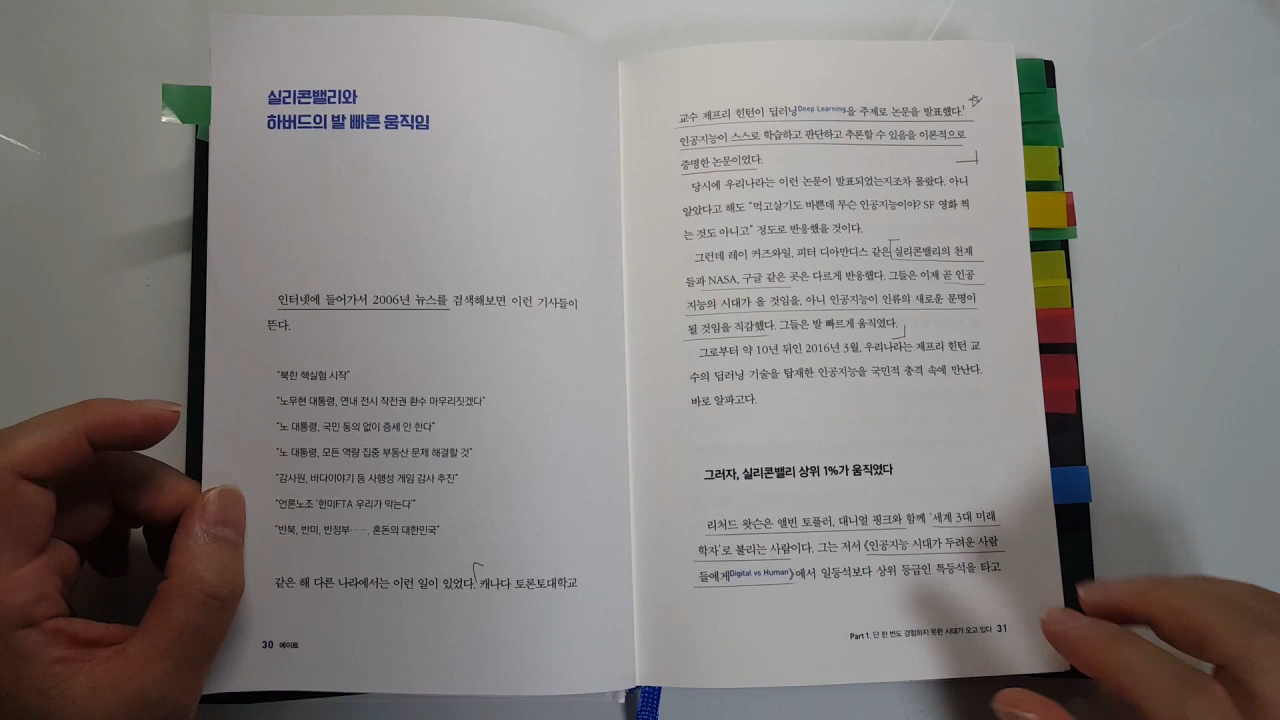 실리콘밸리와
하버드의 발 빠른 움직임
인터넷에 들어가서 2006년 뉴스를 검색해보면 이런 기사들이
뜬다.
"북한 핵실험 시작"
"노무현 대통령, 연내 전시 작전권 환수 마무리짓겠다"
"노 대통령, 국민 동의 없이 증세 안 한다"
"노 대통령, 모든 역량 집중 부동산 문제 해결할 것"
"감사원, 바다이야기 등 사행성 게임 감사 추진"
"언론노조 '한미FTA 우리가 막는다'"
"반북, 반미, 반정부……, 혼돈의 대한민국"
같은 해 다른 나라에서는 이런 일이 있었다. 캐나다 토론토대학교
30 에이트
교수 제프리 힌턴이 딥러닝Deep Learning을 주제로 논문을 발표했다.¹
인공지능이 스스로 학습하고 판단하고 추론할 수 있음을 이론적으로
증명한 논문이었다.
당시에 우리나라는 이런 논문이 발표되었는지조차 몰랐다. 아니
알았다고 해도 "먹고살기도 바쁜데 무슨 인공지능이야? SF 영화 찍
는 것도 아니고" 정도로 반응했을 것이다.
그런데 레이 커즈와일, 피터 디아만디스 같은 실리콘밸리의 천재
들과 NASA, 구글 같은 곳은 다르게 반응했다. 그들은 이제 곧 인공
지능의 시대가 올 것임을, 아니 인공지능이 인류의 새로운 문명이
될 것임을 직감했다. 그들은 발 빠르게 움직였다.
그로부터 약 10년 뒤인 2016년 3월, 우리나라는 제프리 힌턴 교
수의 딥러닝 기술을 탑재한 인공지능을 국민적 충격 속에 만난다.
바로 알파고다.
그러자, 실리콘밸리 상위 1%가 움직였다
리처드 왓슨은 앨빈 토플러, 대니얼 핑크와 함께 '세계 3대 미래
학자'로 불리는 사람이다. 그는 저서 《인공지능 시대가 두려운 사람
들에게Digital vs Human》에서 일등석보다 상위 등급인 특등석을 타고
Part 1. 단 한 번도 경험하지 못한 시대가 오고 있다 31